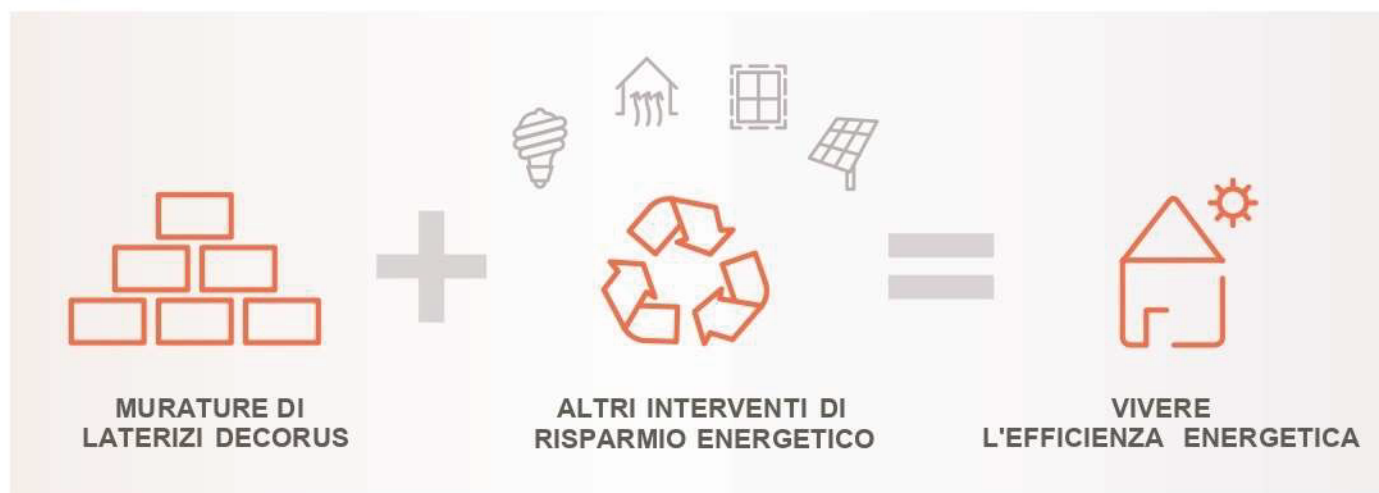 MURATURE DI
LATERIZI DECORUS
ALTRI INTERVENTI DI
RISPARMIO ENERGETICO
VIVERE
L'EFFICIENZA ENERGETICA